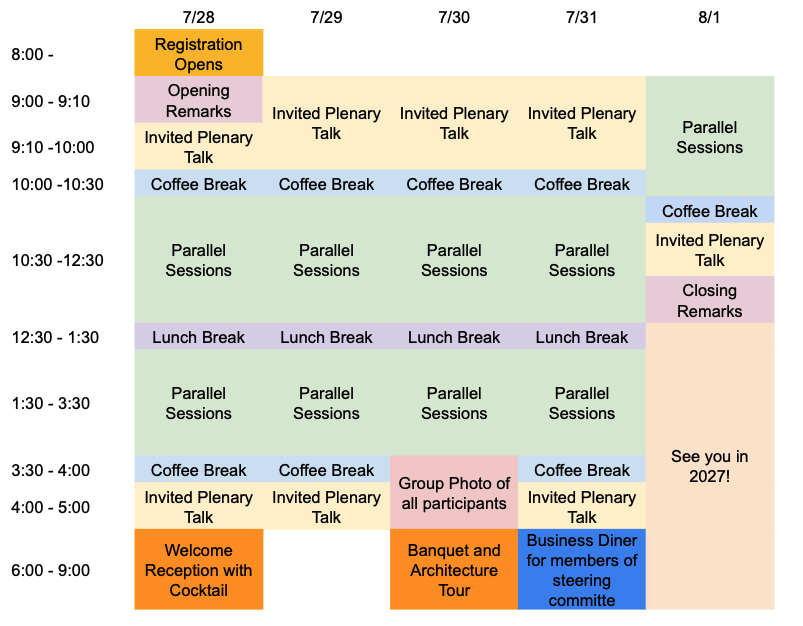 7/28 7/29 7/30 7/31 8/1
8:00 -
Registration
Opens
9:00 - 9:10
Opening
Remarks
Invited Plenary
Talk
Invited Plenary
Talk
Invited Plenary
Talk
Parallel
Sessions
9:10 -10:00
Invited Plenary
Talk
10:00 -10:30
Coffee Break
Coffee Break
Coffee Break
Coffee Break
Coffee Break
10:30 -12:30
Parallel
Sessions
Parallel
Sessions
Parallel
Sessions
Parallel
Sessions
Invited Plenary
Talk
Closing
Remarks
12:30 - 1:30
Lunch Break
Lunch Break
Lunch Break
Lunch Break
1:30 - 3:30
Parallel
Sessions
Parallel
Sessions
Parallel
Sessions
Parallel
Sessions
See you in
2027!
3:30 - 4:00
Coffee Break
Coffee Break
Group Photo of
all participants
Coffee Break
4:00 - 5:00
Invited Plenary
Talk
Invited Plenary
Talk
Invited Plenary
Talk
6:00 - 9:00
Welcome
Reception with
Cocktail
Banquet and
Architecture
Tour
Business Diner
for members of
steering
committe